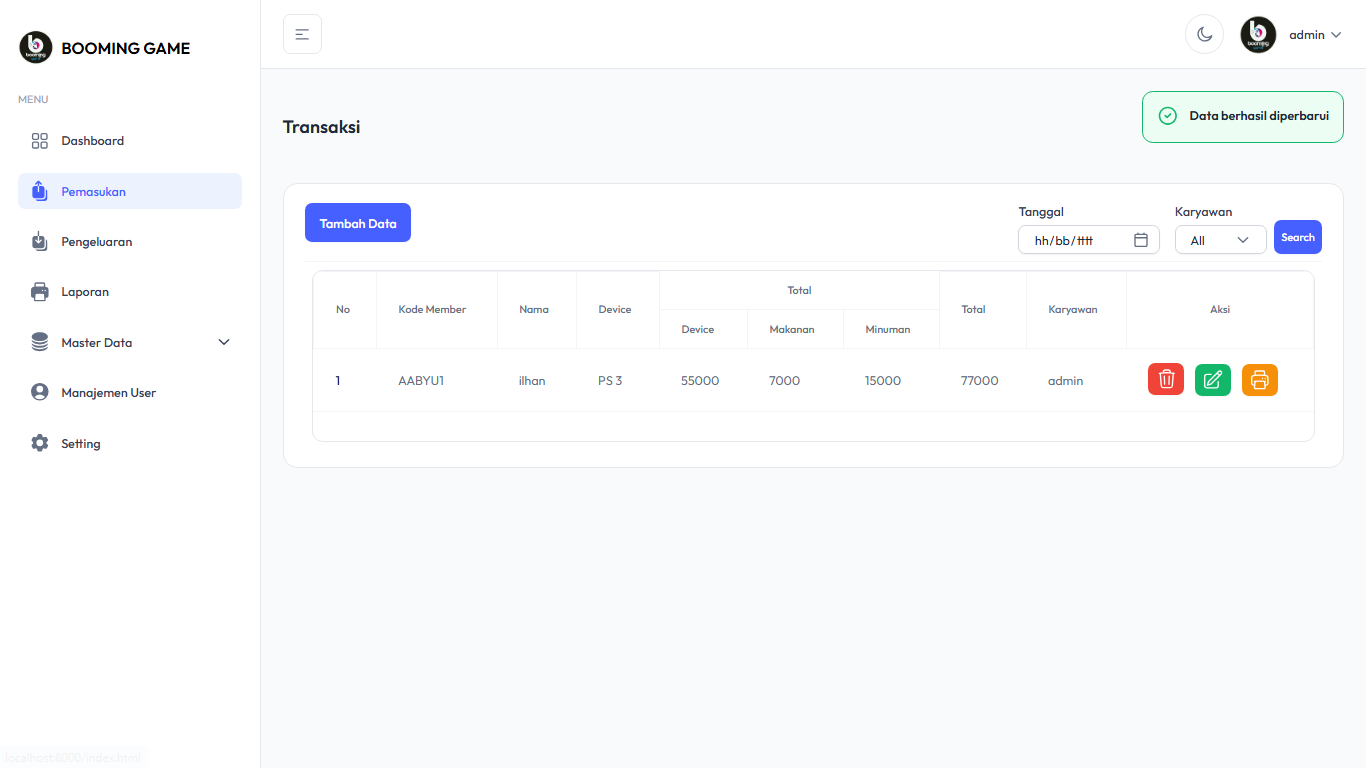 BOOMING GAME
admin
MENU
Dashboard
Pemasukan
Pengeluaran
Laporan
Master Data
Manajemen User
Setting
Transaksi
Data berhasil diperbarui
Tambah Data
Tanggal
Karyawan
hh/bb/tttt
All
Search
No
Kode Member
Nama
Device
Total
Device
Makanan
Minuman
Total
Karyawan
Aksi
1
AABYU1
ilhan
PS 3
55000
7000
15000
77000
admin
localhost:8000/index.html